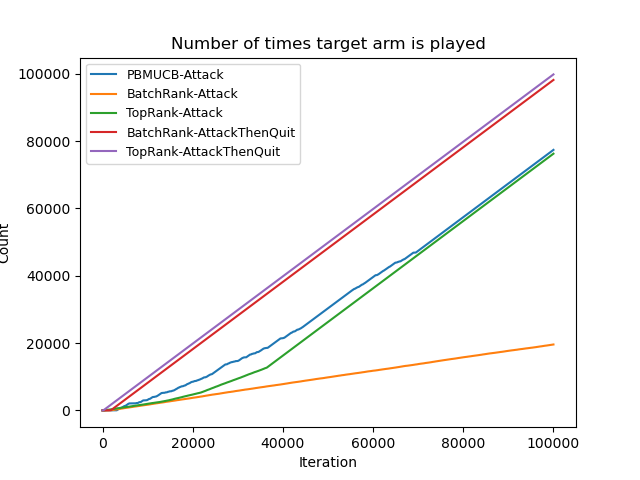 Number of times target arm is played
PBMUCB-Attack
BatchRank-Attack
TopRank-Attack
BatchRank-AttackThenQuit
TopRank-AttackThenQuit
100000
80000
60000
40000
20000
0
Count
0 20000 40000 60000 80000 100000
Iteration